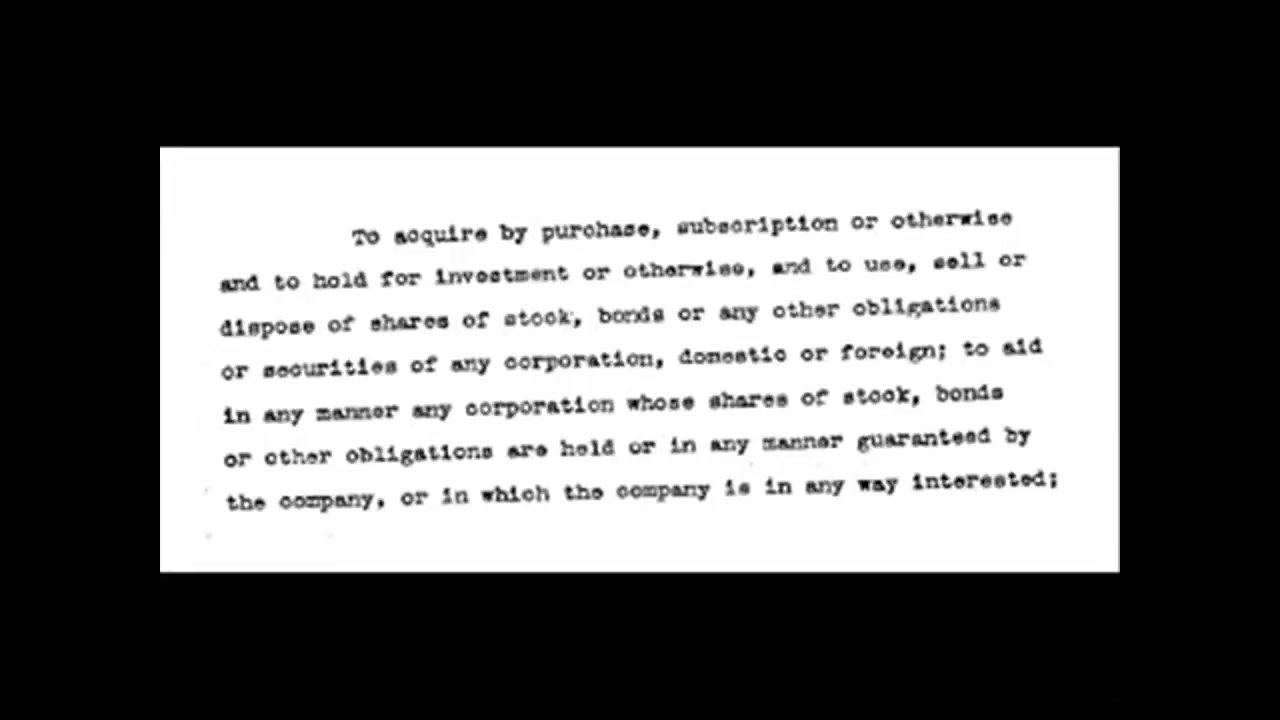 To acquire by purchase, subscription or otherwise
and to hold for investment or otherwise, and to use, sell or
dispose of shares of stock, bonds or any other obligations
or securities of any corporation, domestic or foreign; to aid
in any manner any corporation whose shares of stock, bonds
or other obligations are held or in any manner guaranteed by
the company, or in which the company is in any way interested;